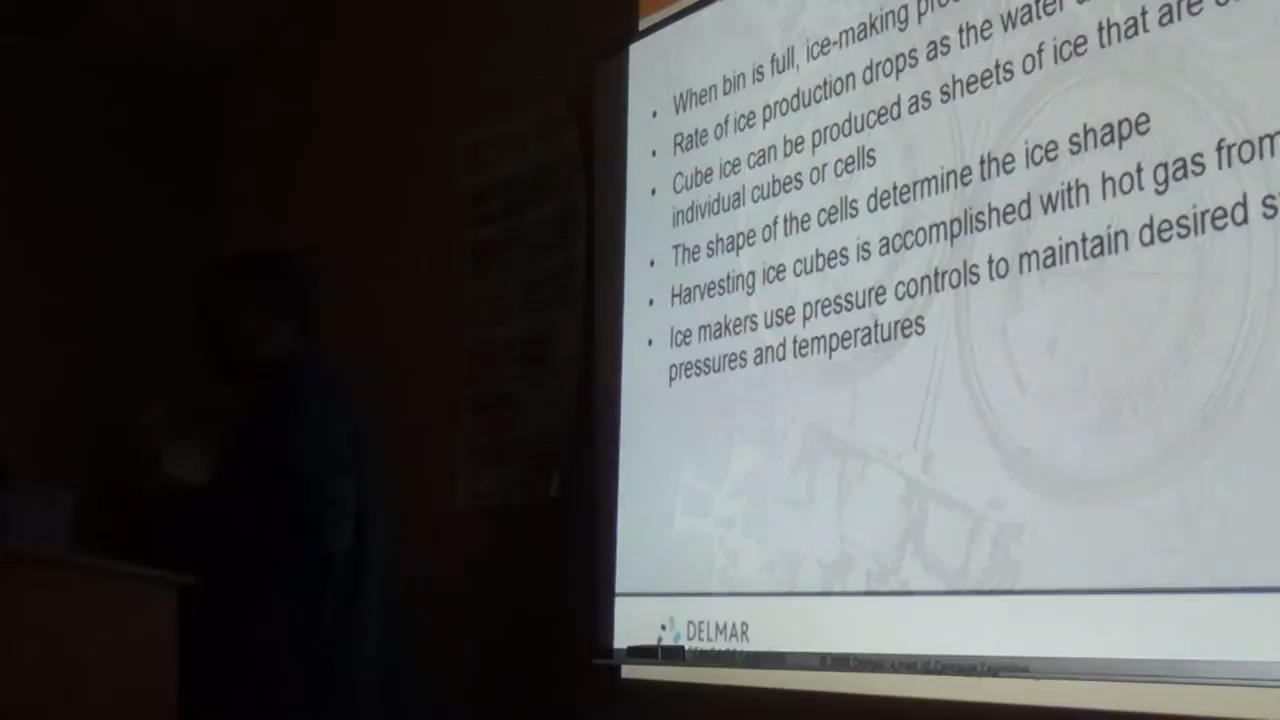 • When bin is full, ice-making
• Rate of ice production drops as the water
• Cube ice can be produced as sheets of ice that are
individual cubes or cells
• The shape of the cells determine the ice shape
• Harvesting ice cubes is accomplished with hot gas from
• Ice makers use pressure controls to maintain desired
pressures and temperatures
DELMAR